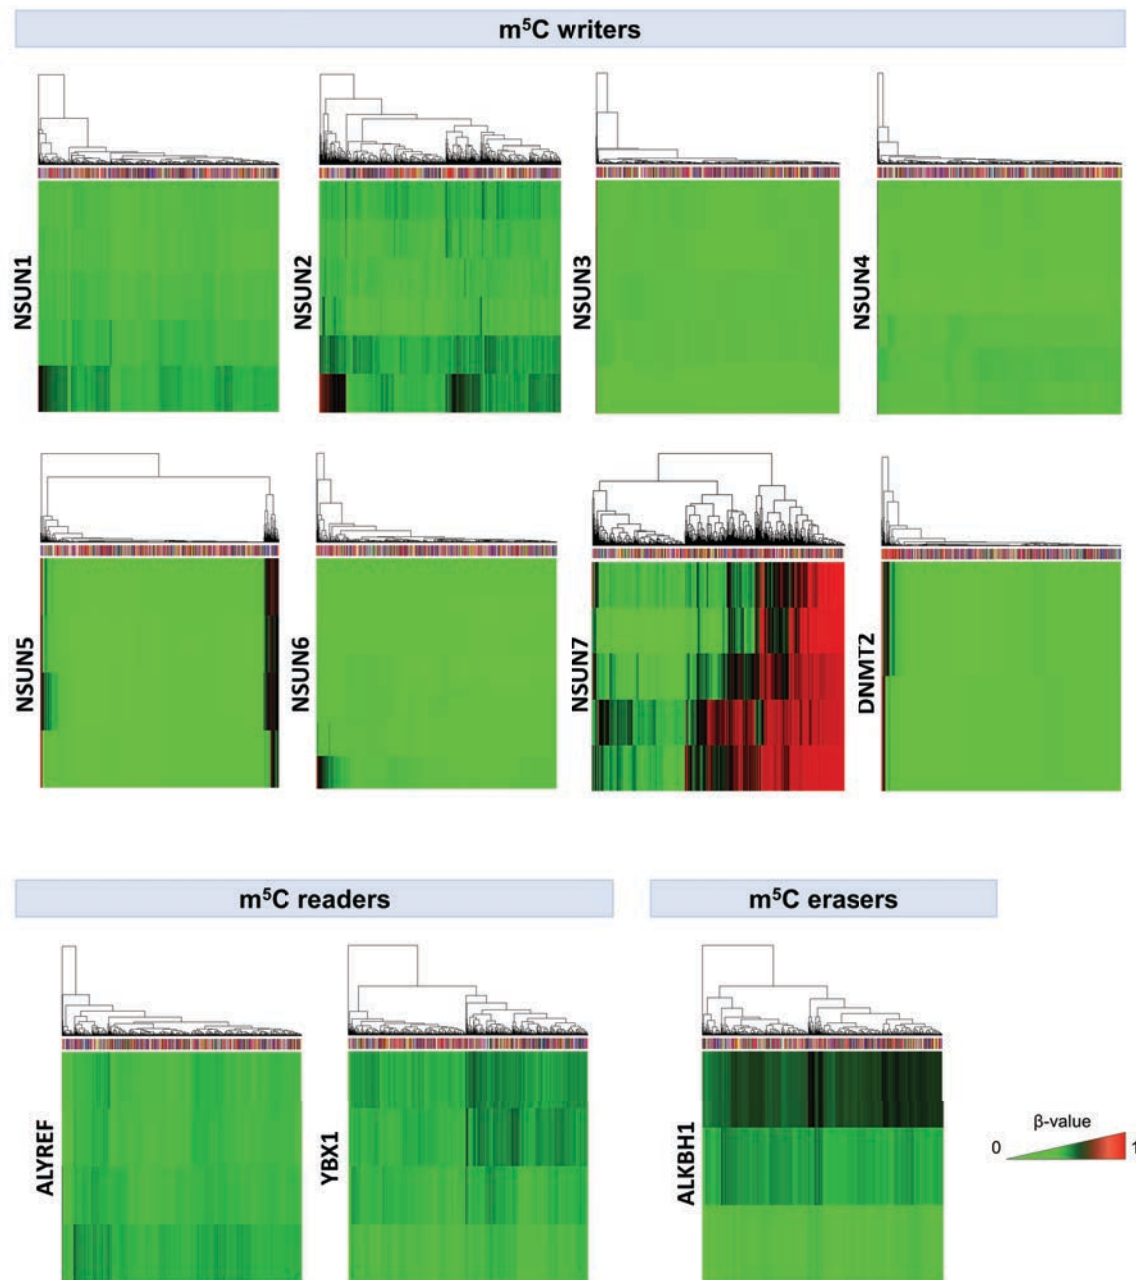 m⁵C writers
NSUN1
NSUN2
NSUN3
NSUN4
NSUN5
NSUN6
NSUN7
DNMT2
m⁵C readers
m⁵C erasers
ALYREF
YBX1
ALKBH1
β-value
0
1